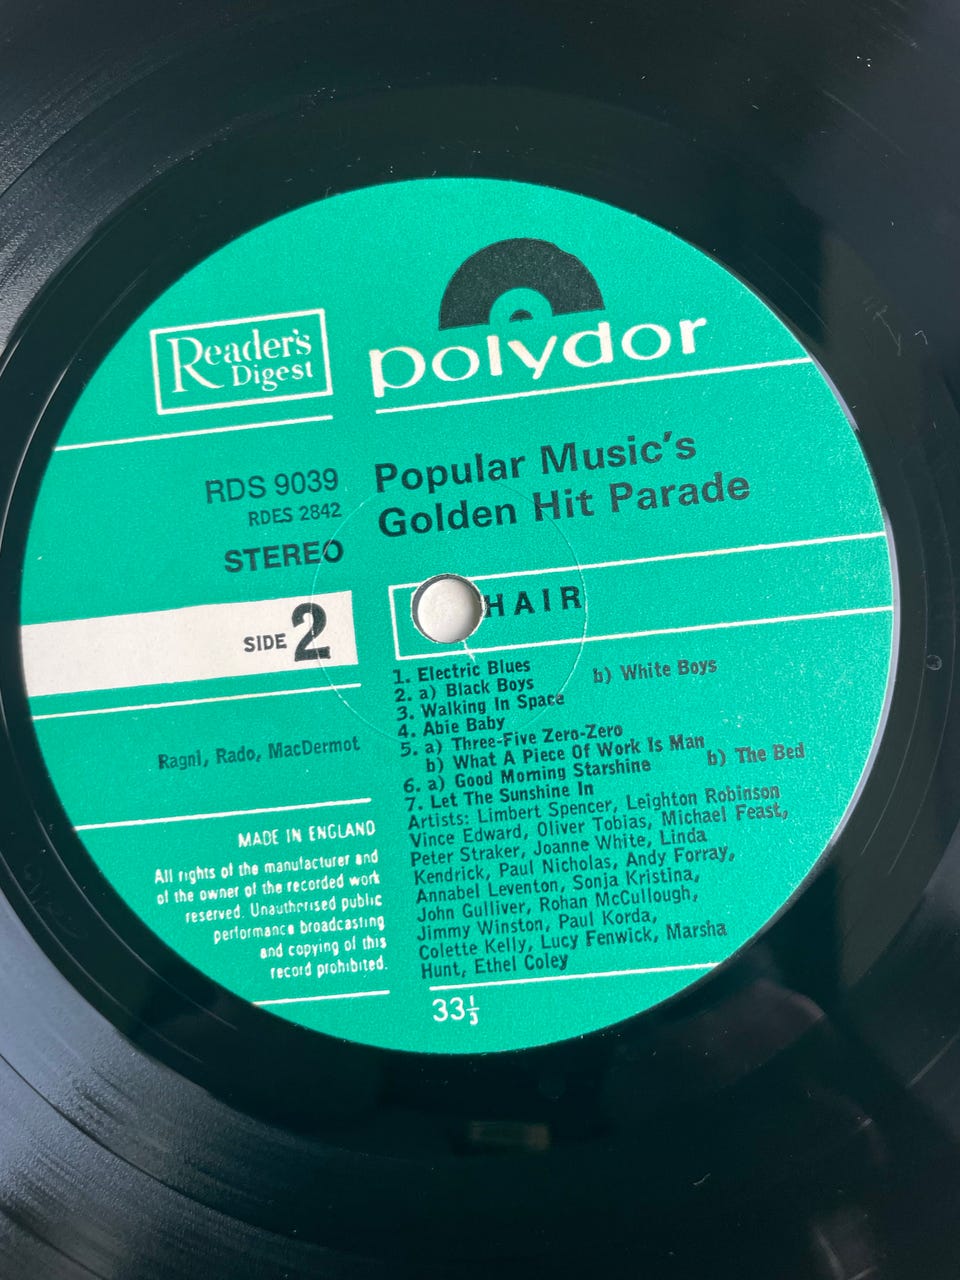 Reader's
Digest
polydor
RDS 9039
RDES 2842
STEREO
Popular Music's
Golden Hit Parade
HAIR
SIDE 2
1. Electric Blues
2. a) Black Boys b) White Boys
3. Walking In Space
4. Abie Baby
5. a) Three-Five Zero-Zero
b) What A Piece Of Work Is Man
6. a) Good Morning Starshine b) The Bed
7. Let The Sunshine In
Artists: Limbert Spencer, Leighton Robinson
Vince Edward, Oliver Tobias, Michael Feast,
Peter Straker, Joanne White, Linda
Kendrick, Paul Nicholas, Andy Forray,
Annabel Leventon, Sonja Kristina,
John Gulliver, Rohan McCullough,
Jimmy Winston, Paul Korda,
Colette Kelly, Lucy Fenwick, Marsha
Hunt, Ethel Coley
Ragni, Rado, MacDermot
MADE IN ENGLAND
All rights of the manufacturer and
of the owner of the recorded work
reserved. Unauthorised public
performance broadcasting
and copying of this
record prohibited.
33⅓